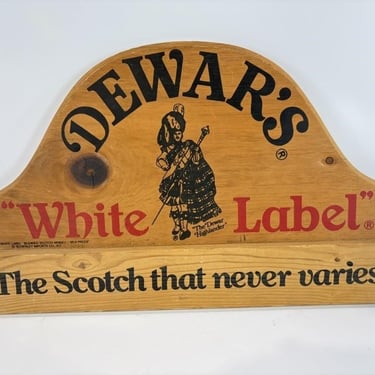 DEWAR'S®
"White Label"®
"The Dewar
Highlander"
The Scotch that never varies